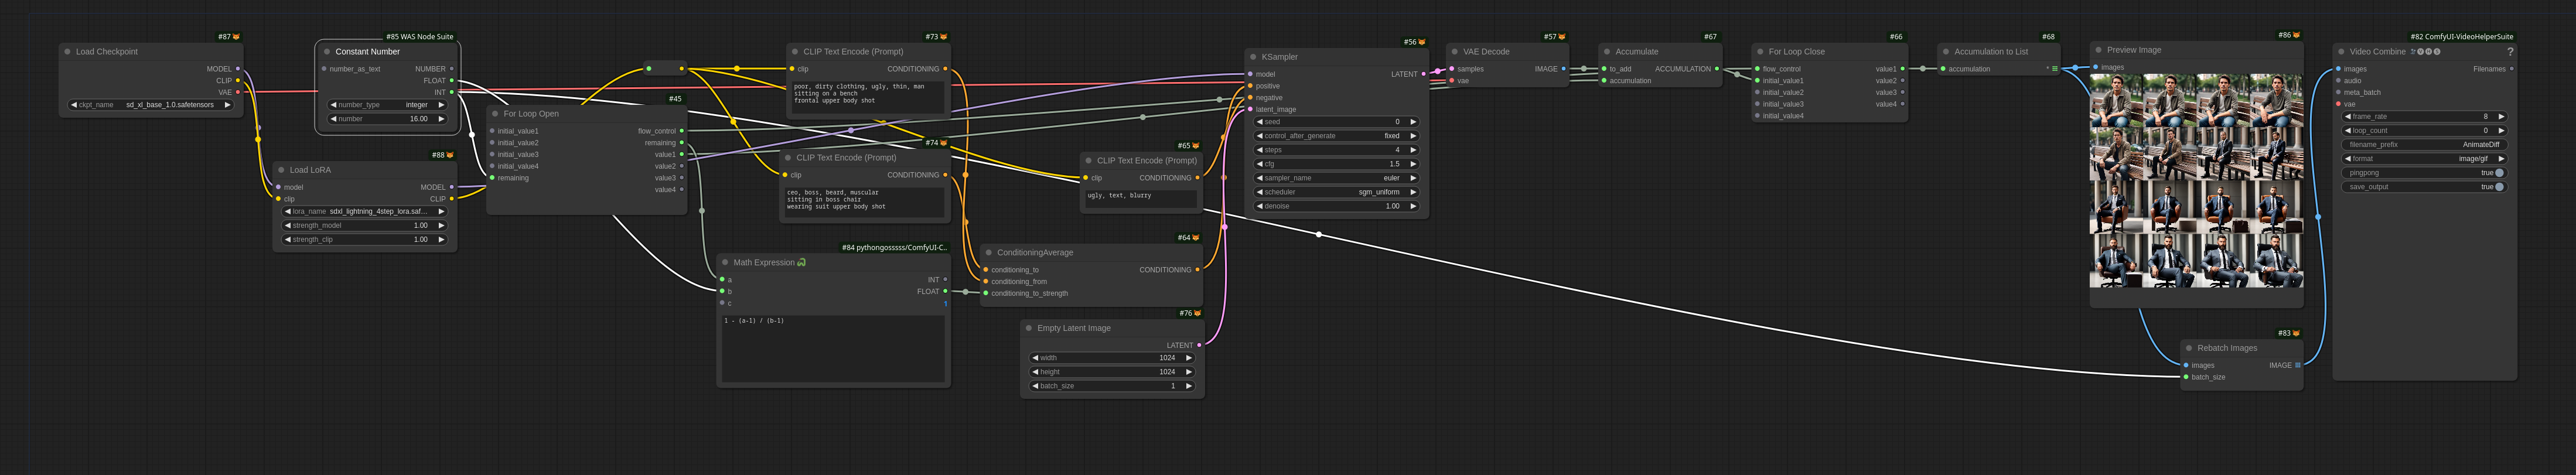 #87
Load Checkpoint
MODEL
CLIP
VAE
ckpt_name sd_xl_base_1.0.safetensors
#85 WAS Node Suite
Constant Number
number_as_text NUMBER
FLOAT
INT
number_type integer
number 16.00
#88
Load LoRA
model MODEL
clip CLIP
lora_name sdxl_lightning_4step_lora.saf...
strength_model 1.00
strength_clip 1.00
#45
For Loop Open
initial_value1 flow_control
initial_value2 remaining
initial_value3 value1
initial_value4 value2
remaining value3
value4
#73
CLIP Text Encode (Prompt)
clip CONDITIONING
poor, dirty clothing, ugly, thin, man
sitting on a bench
frontal upper body shot
#74
CLIP Text Encode (Prompt)
clip CONDITIONING
ceo, boss, beard, muscular
sitting in boss chair
wearing suit upper body shot
#84 pythongosssss/ComfyUI-C..
Math Expression
a INT
b FLOAT
c 1
1 - (a-1) / (b-1)
#65
CLIP Text Encode (Prompt)
clip CONDITIONING
ugly, text, blurry
#64
ConditioningAverage
conditioning_to CONDITIONING
conditioning_from
conditioning_to_strength
#76
Empty Latent Image
LATENT
width 1024
height 1024
batch_size 1
#56
KSampler
model LATENT
positive
negative
latent_image
seed 0
control_after_generate fixed
steps 4
cfg 1.5
sampler_name euler
scheduler sgm_uniform
denoise 1.00
#57
VAE Decode
samples IMAGE
vae
#67
Accumulate
to_add ACCUMULATION
accumulation
#66
For Loop Close
flow_control value1
initial_value1 value2
initial_value2 value3
initial_value3 value4
initial_value4
#68
Accumulation to List
accumulation *
#86
Preview Image
images
#83
Rebatch Images
images IMAGE
batch_size
#82 ComfyUI-VideoHelperSuite
Video Combine ?
images Filenames
audio
meta_batch
vae
frame_rate 8
loop_count 0
filename_prefix AnimateDiff
format image/gif
pingpong true
save_output true